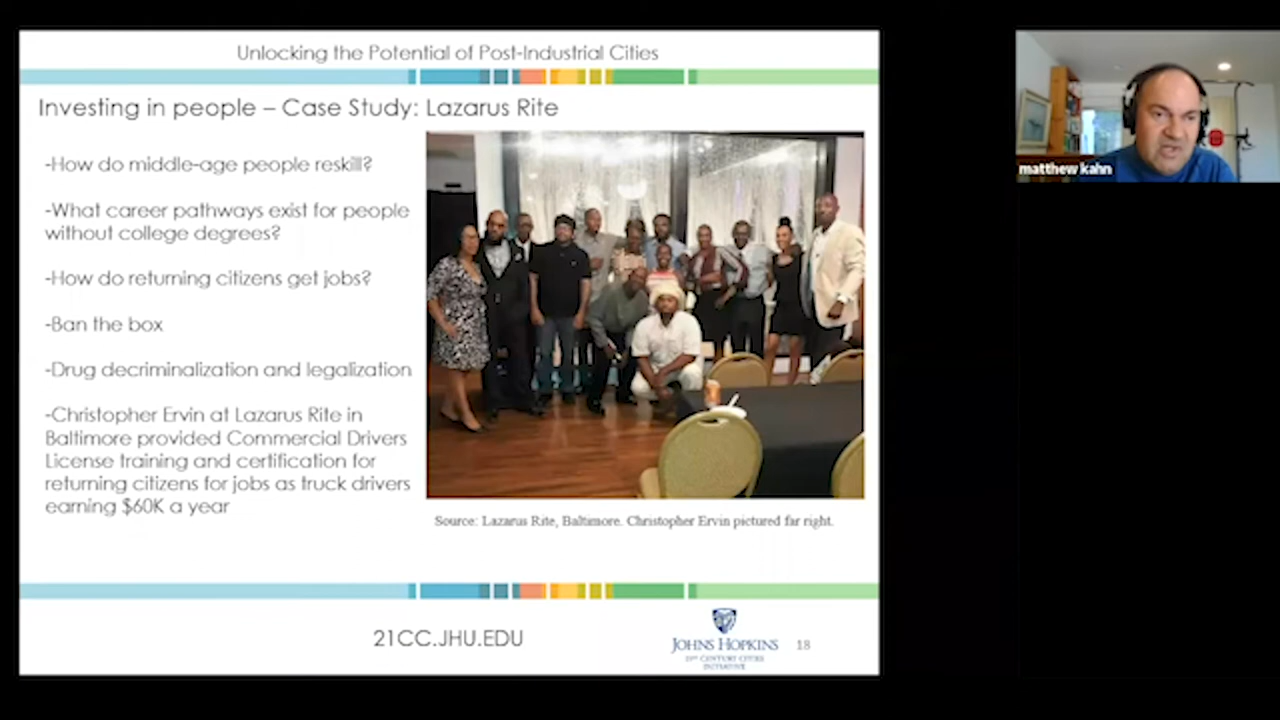 Unlocking the Potential of Post-Industrial Cities
Investing in people – Case Study: Lazarus Rite
-How do middle-age people reskill?
-What career pathways exist for people
without college degrees?
-How do returning citizens get jobs?
-Ban the box
-Drug decriminalization and legalization
-Christopher Ervin at Lazarus Rite in
Baltimore provided Commercial Drivers
License training and certification for
returning citizens for jobs as truck drivers
earning $60K a year
Source: Lazarus Rite, Baltimore. Christopher Ervin pictured far right.
21CC.JHU.EDU
JOHNS HOPKINS
21ST CENTURY CITIES
INITIATIVE
18
matthew kahn